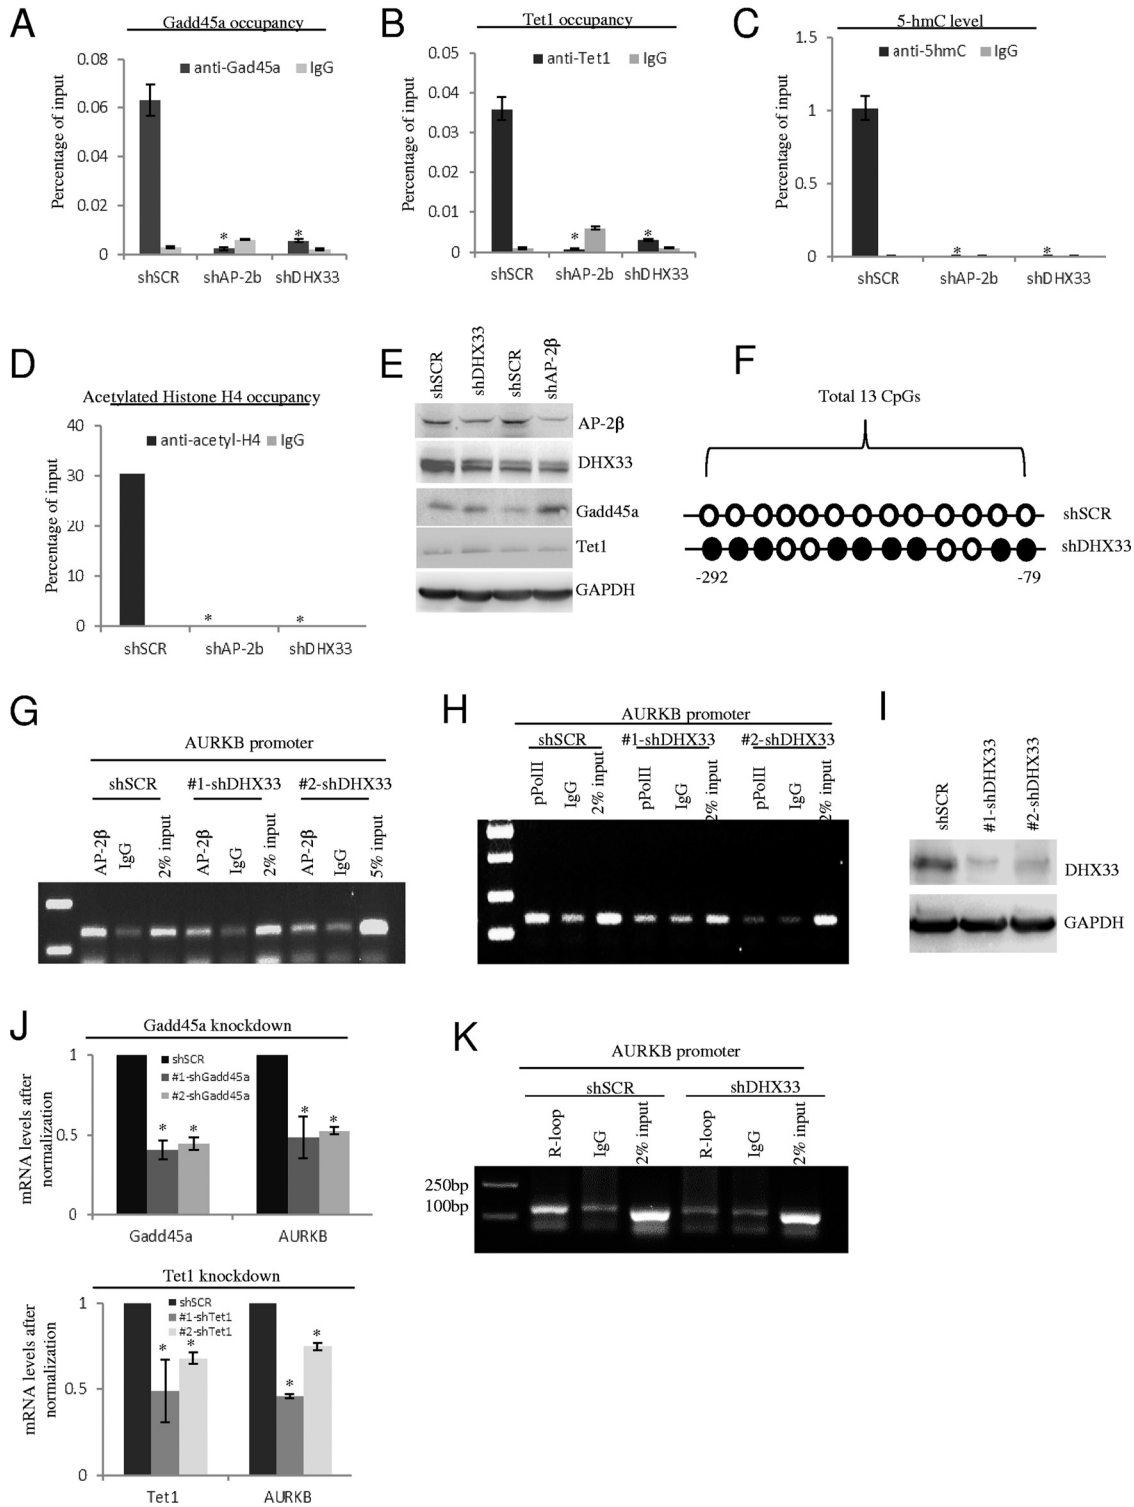 A
Gadd45a occupancy
Percentage of input
0.08
0.06
0.04
0.02
0
anti-Gad45a
IgG
*
*
shSCR
shAP-2b
shDHX33
B
Tet1 occupancy
Percentage of input
0.05
0.04
0.03
0.02
0.01
0
anti-Tet1
IgG
*
*
shSCR
shAP-2b
shDHX33
C
5-hmC level
Percentage of input
1.5
1
0.5
0
anti-5hmC
IgG
*
*
shSCR
shAP-2b
shDHX33
D
Acetylated Histone H4 occupancy
Percentage of input
40
30
20
10
0
anti-acetyl-H4
IgG
*
*
shSCR
shAP-2b
shDHX33
E
shSCR
shDHX33
shSCR
shAP-2β
AP-2β
DHX33
Gadd45a
Tet1
GAPDH
F
Total 13 CpGs
shSCR
shDHX33
-292
-79
G
AURKB promoter
shSCR
#1-shDHX33
#2-shDHX33
AP-2β
IgG
2% input
AP-2β
IgG
2% input
AP-2β
IgG
5% input
H
AURKB promoter
shSCR
#1-shDHX33
#2-shDHX33
pPolII
IgG
2% input
pPolII
IgG
2% input
pPolII
IgG
2% input
I
shSCR
#1-shDHX33
#2-shDHX33
DHX33
GAPDH
J
Gadd45a knockdown
mRNA levels after
normalization
1
0.5
0
shSCR
#1-shGadd45a
#2-shGadd45a
*
*
*
*
Gadd45a
AURKB
Tet1 knockdown
mRNA levels after
normalization
1
0.5
0
shSCR
#1-shTet1
#2-shTet1
*
*
*
*
Tet1
AURKB
K
AURKB promoter
shSCR
shDHX33
R-loop
IgG
2% input
R-loop
IgG
2% input
250bp
100bp